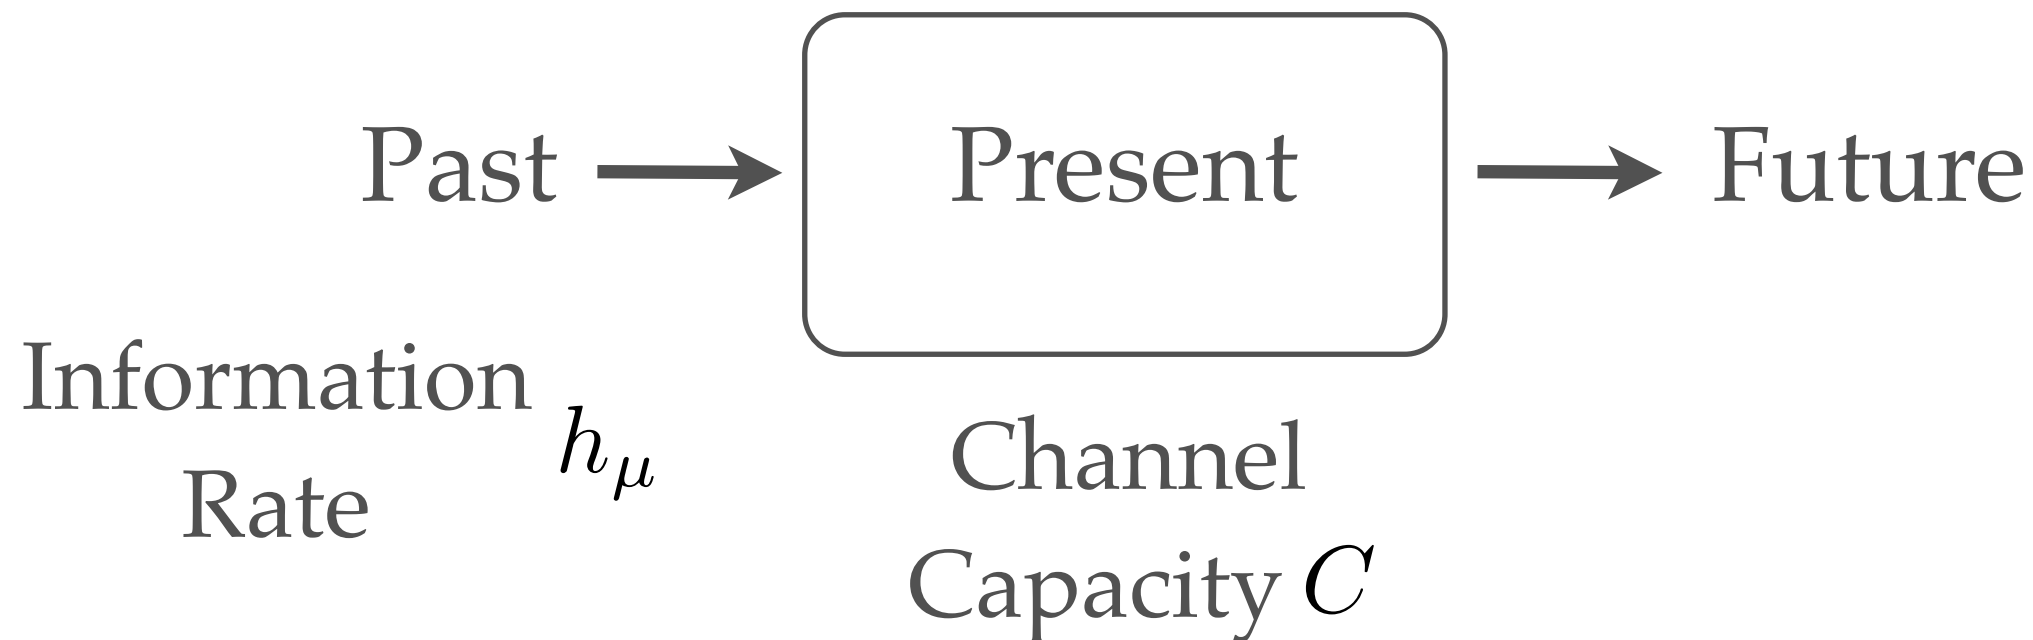 Past Present Future
Information
Rate
h_μ
Channel
Capacity C